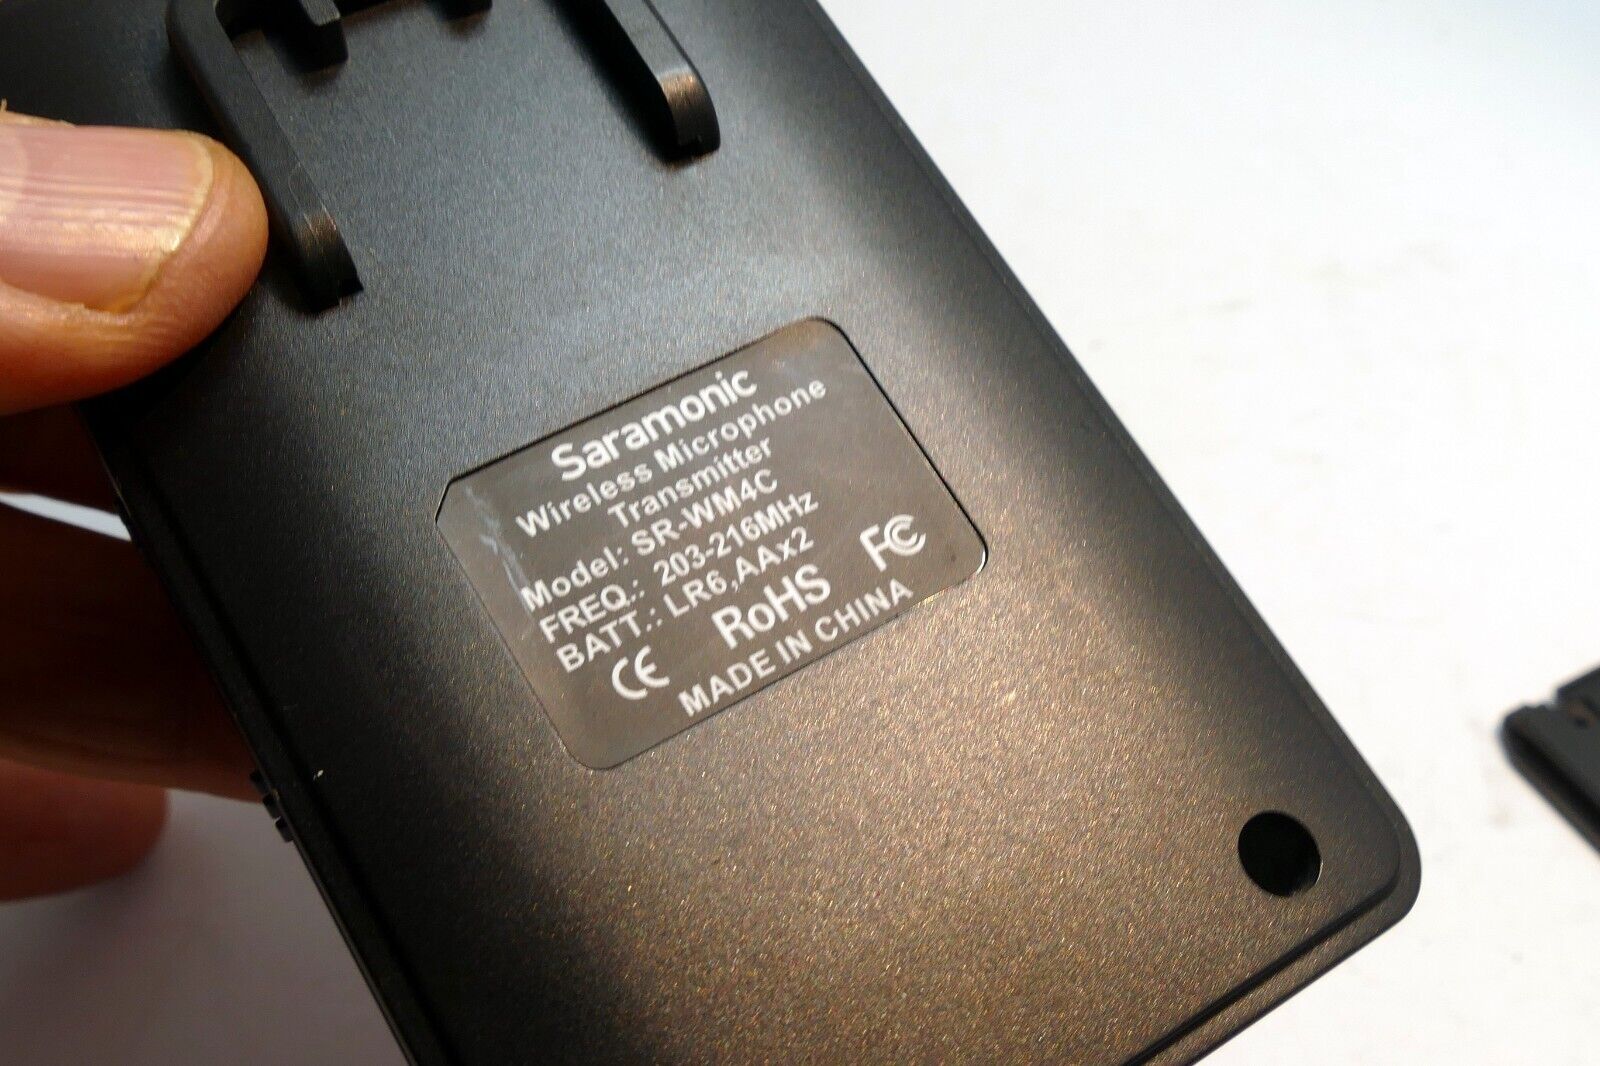 Saramonic
Wireless Microphone
Transmitter
Model: SR-WM4C
FREQ.: 203-216MHz
BATT.: LR6,AAx2
CE RoHS FC
MADE IN CHINA